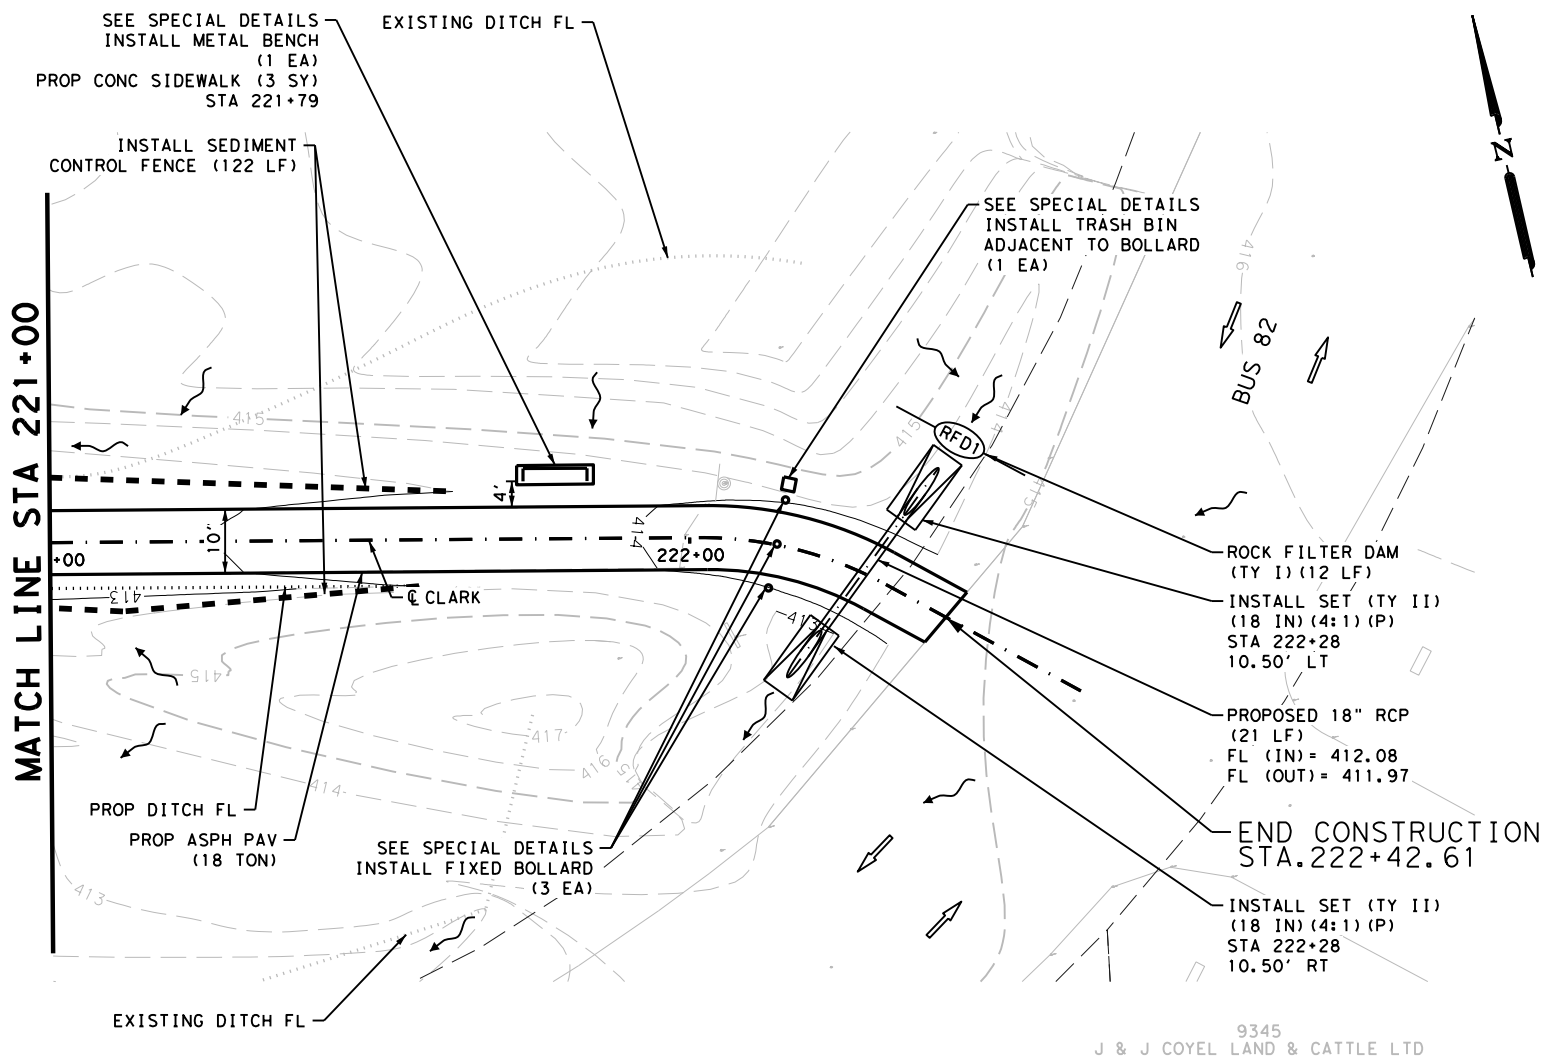 SEE SPECIAL DETAILS
INSTALL METAL BENCH
(1 EA)
PROP CONC SIDEWALK (3 SY)
STA 221+79
EXISTING DITCH FL
INSTALL SEDIMENT
CONTROL FENCE (122 LF)
N
SEE SPECIAL DETAILS
INSTALL TRASH BIN
ADJACENT TO BOLLARD
(1 EA)
416
BUS 82
MATCH LINE STA 221+00
415
415
414
RFD1
415
4'
10'
414
+00
222+00
413
℄ CLARK
413
ROCK FILTER DAM
(TY I)(12 LF)
INSTALL SET (TY II)
(18 IN)(4:1)(P)
STA 222+28
10.50' LT
415
417
416
415
414
PROPOSED 18" RCP
(21 LF)
FL (IN)= 412.08
FL (OUT)= 411.97
PROP DITCH FL
PROP ASPH PAV
(18 TON)
SEE SPECIAL DETAILS
INSTALL FIXED BOLLARD
(3 EA)
END CONSTRUCTION
STA.222+42.61
413
INSTALL SET (TY II)
(18 IN)(4:1)(P)
STA 222+28
10.50' RT
EXISTING DITCH FL
9345
J & J COYEL LAND & CATTLE LTD